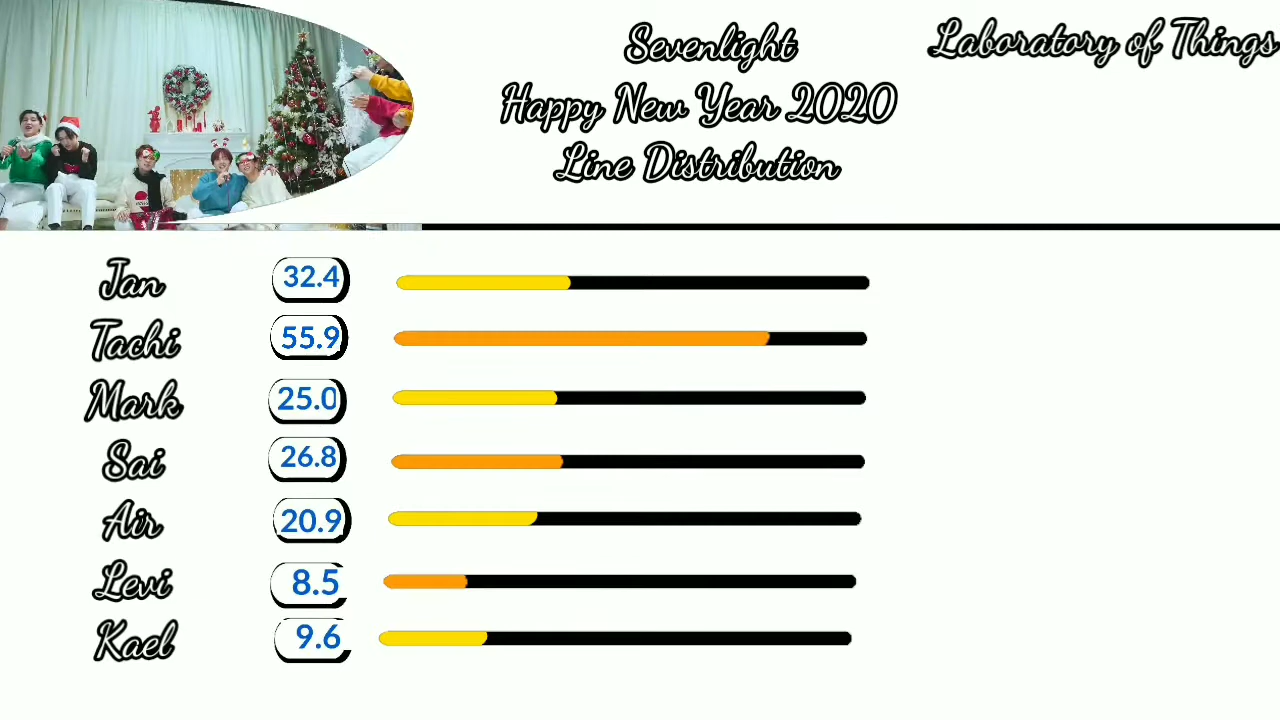 Sevenlight
Happy New Year 2020
Line Distribution
Laboratory of Things
Jan 32.4
Tachi 55.9
Mark 25.0
Sai 26.8
Air 20.9
Levi 8.5
Kael 9.6